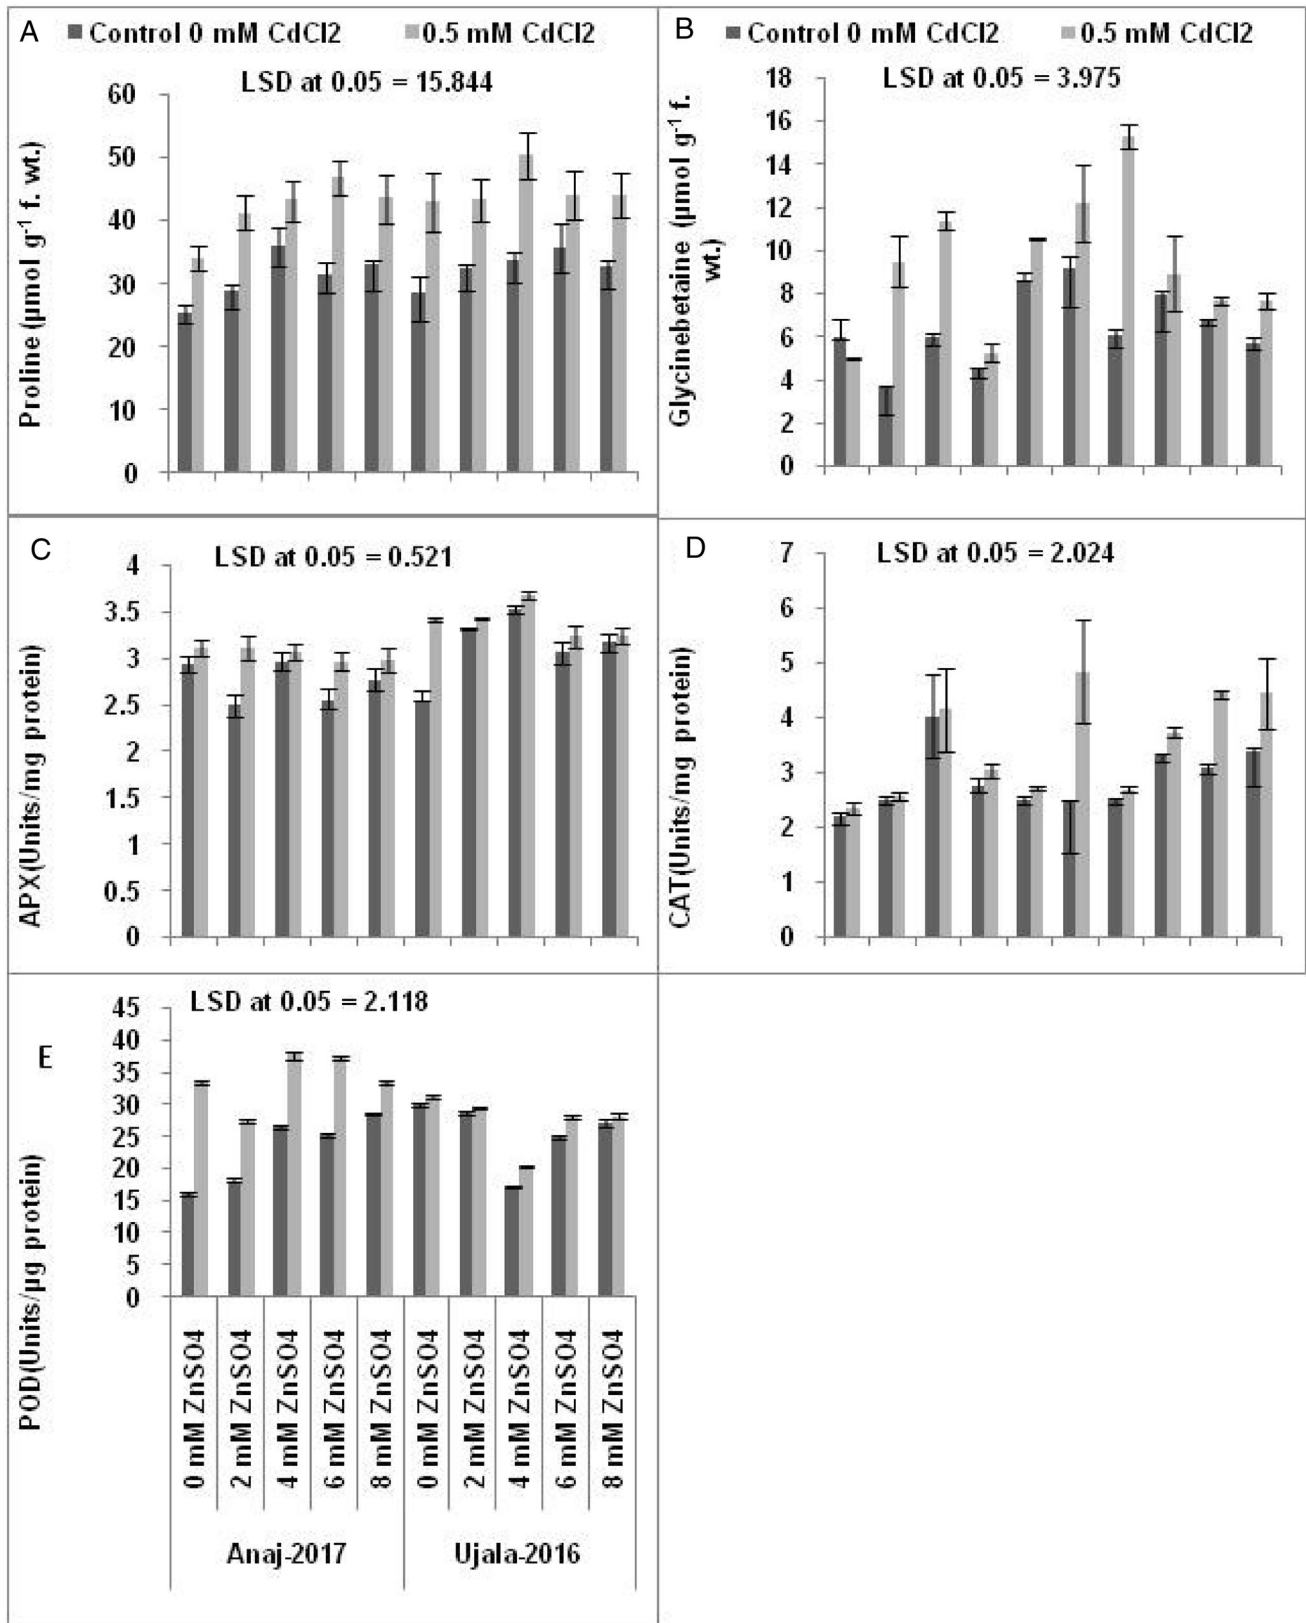 A
Control 0 mM CdCl2
0.5 mM CdCl2
LSD at 0.05 = 15.844
Proline (µmol g-1 f. wt.)
60
50
40
30
20
10
0
B
Control 0 mM CdCl2
0.5 mM CdCl2
LSD at 0.05 = 3.975
Glycinebetaine (µmol g-1 f.
wt.)
18
16
14
12
10
8
6
4
2
0
C
LSD at 0.05 = 0.521
APX(Units/mg protein)
4
3.5
3
2.5
2
1.5
1
0.5
0
D
LSD at 0.05 = 2.024
CAT(Units/mg protein)
7
6
5
4
3
2
1
0
E
LSD at 0.05 = 2.118
POD(Units/µg protein)
45
40
35
30
25
20
15
10
5
0
0 mM ZnSO4
2 mM ZnSO4
4 mM ZnSO4
6 mM ZnSO4
8 mM ZnSO4
0 mM ZnSO4
2 mM ZnSO4
4 mM ZnSO4
6 mM ZnSO4
8 mM ZnSO4
Anaj-2017
Ujala-2016